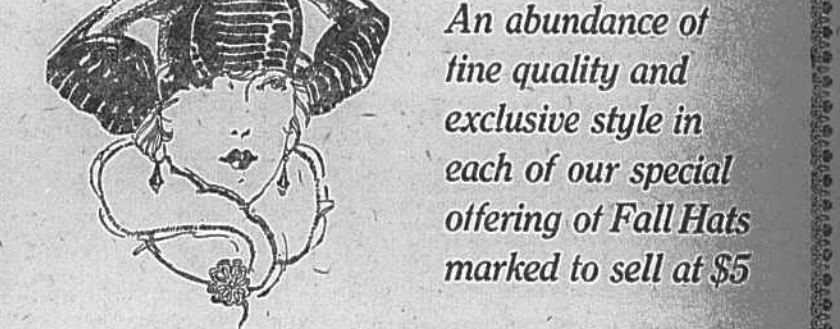 An abundance of
fine quality and
exclusive style in
each of our special
offering of Fall Hats
marked to sell at $5